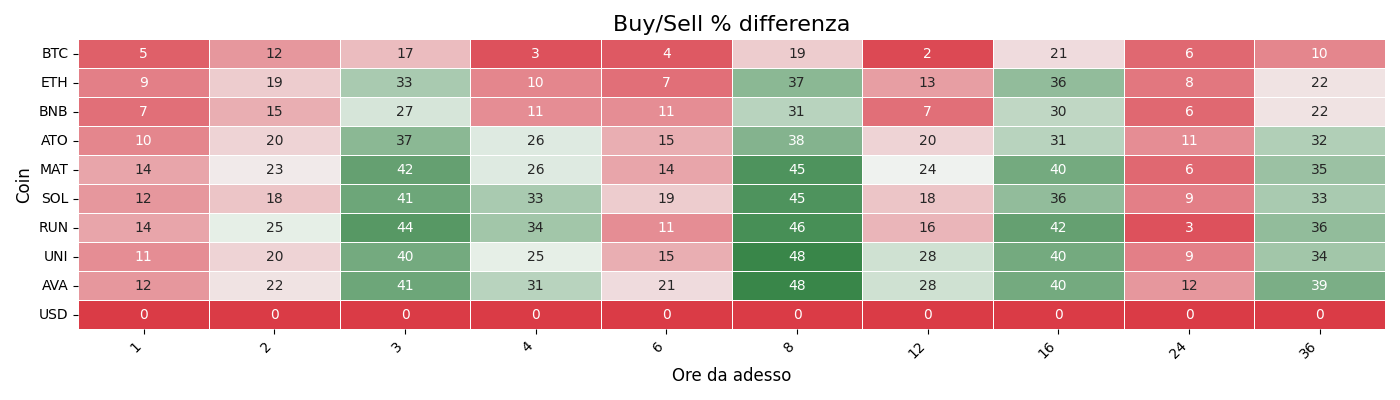 Buy/Sell % differenza
Coin
BTC 5 12 17 3 4 19 2 21 6 10
ETH 9 19 33 10 7 37 13 36 8 22
BNB 7 15 27 11 11 31 7 30 6 22
ATO 10 20 37 26 15 38 20 31 11 32
MAT 14 23 42 26 14 45 24 40 6 35
SOL 12 18 41 33 19 45 18 36 9 33
RUN 14 25 44 34 11 46 16 42 3 36
UNI 11 20 40 25 15 48 28 40 9 34
AVA 12 22 41 31 21 48 28 40 12 39
USD 0 0 0 0 0 0 0 0 0 0
1 2 3 4 6 8 12 16 24 36
Ore da adesso